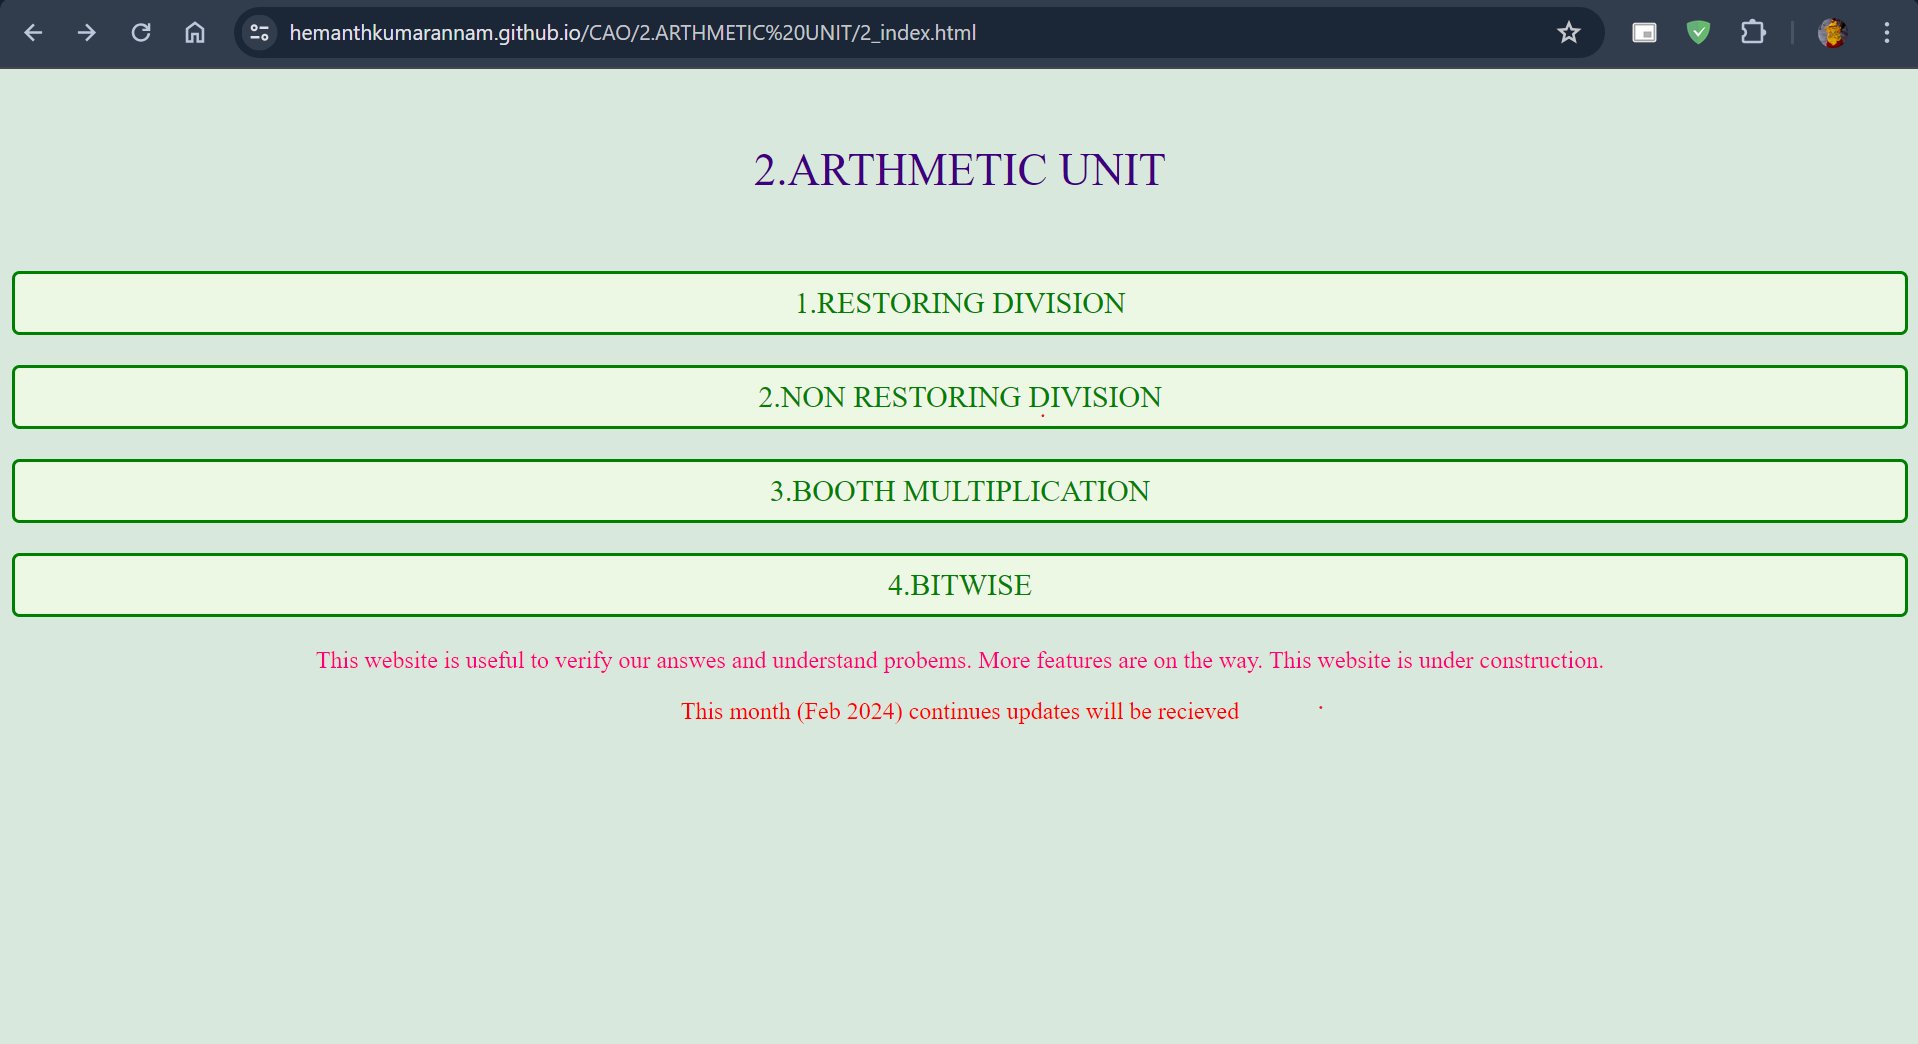 hemanthkumarannam.github.io/CAO/2.ARTHMETIC%20UNIT/2_index.html
2.ARTHMETIC UNIT
1.RESTORING DIVISION
2.NON RESTORING DIVISION
3.BOOTH MULTIPLICATION
4.BITWISE
This website is useful to verify our answes and understand probems. More features are on the way. This website is under construction.
This month (Feb 2024) continues updates will be recieved